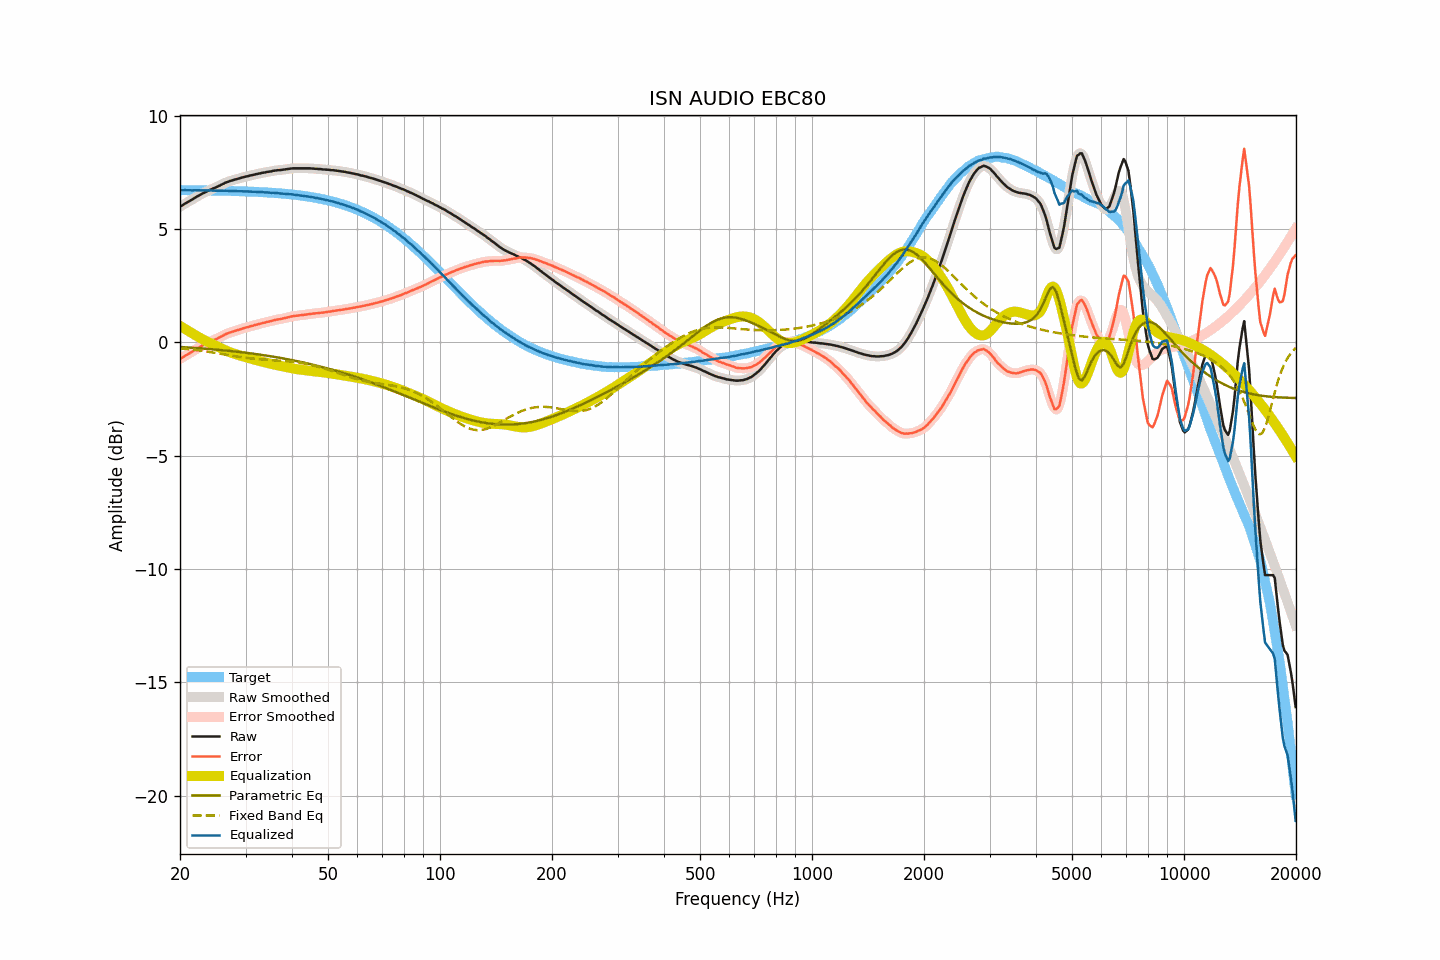 ISN AUDIO EBC80
10
5
0
−5
−10
−15
−20
Amplitude (dBr)
Target
Raw Smoothed
Error Smoothed
Raw
Error
Equalization
Parametric Eq
Fixed Band Eq
Equalized
20 50 100 200 500 1000 2000 5000 10000 20000
Frequency (Hz)